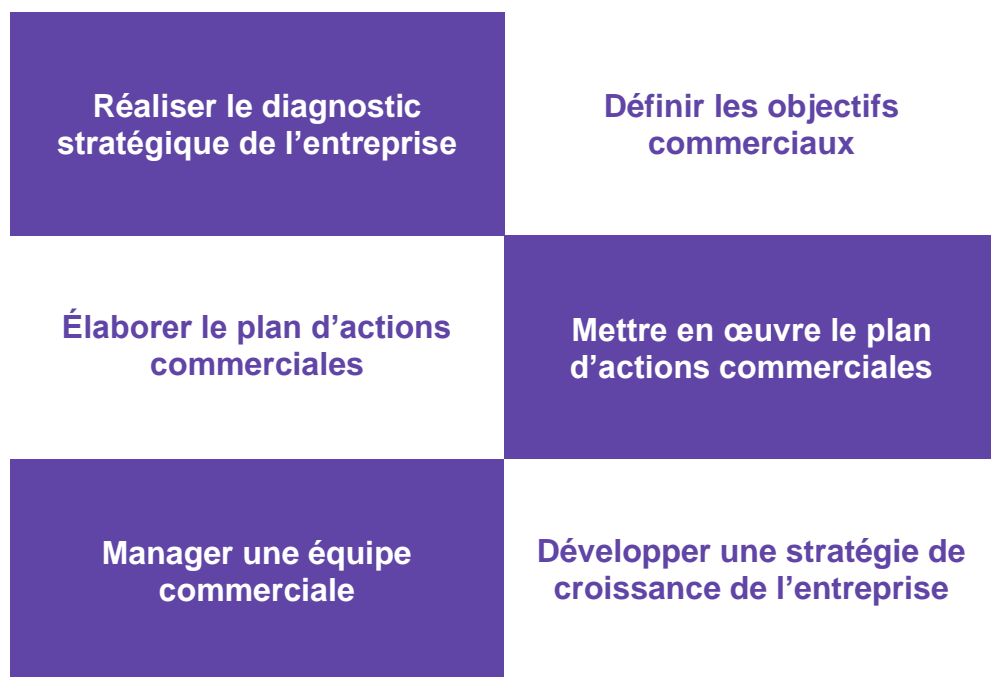 Réaliser le diagnostic
stratégique de l’entreprise
Définir les objectifs
commerciaux
Élaborer le plan d’actions
commerciales
Mettre en œuvre le plan
d’actions commerciales
Manager une équipe
commerciale
Développer une stratégie de
croissance de l’entreprise